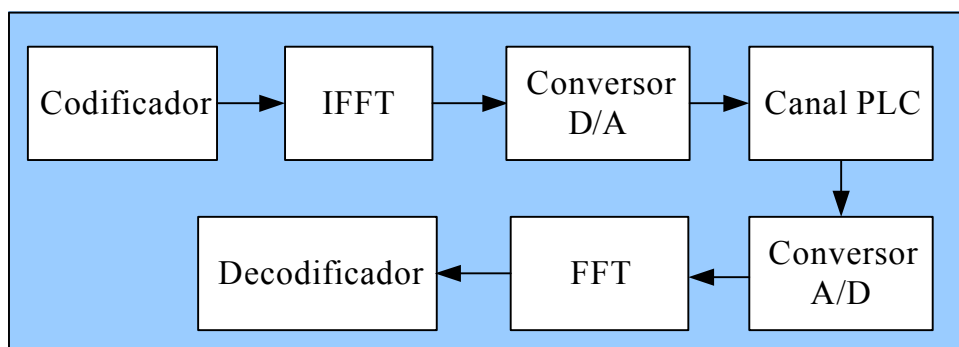 Codificador
IFFT
Conversor
D/A
Canal PLC
Decodificador
FFT
Conversor
A/D